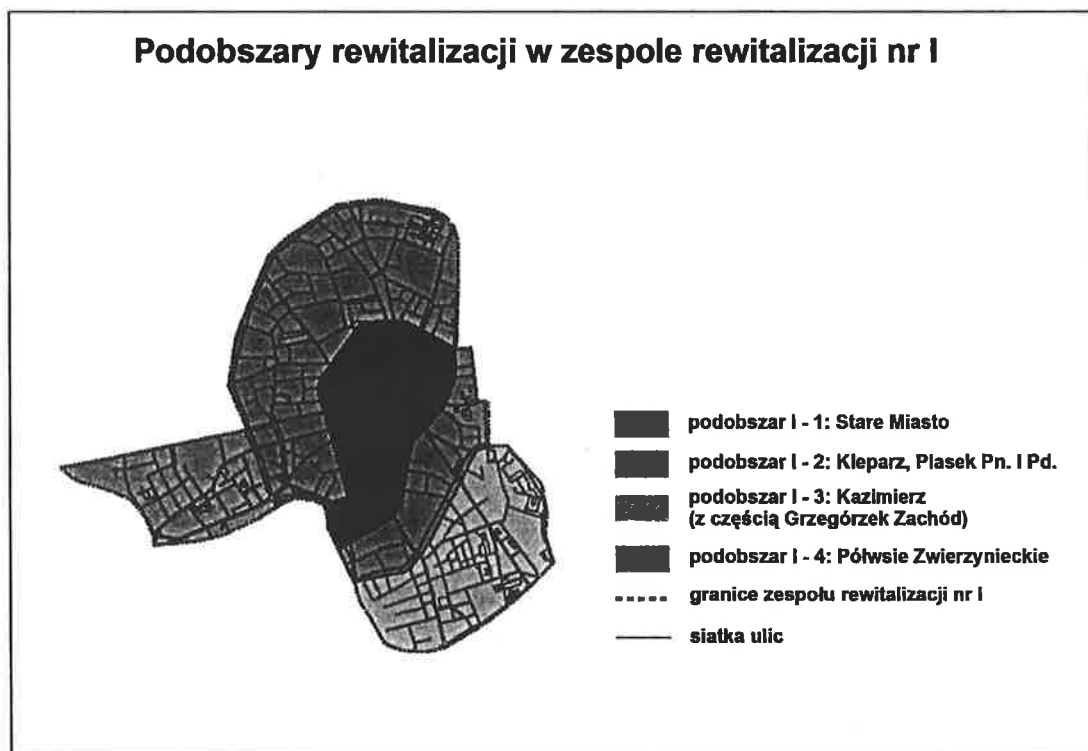 Podobszary rewitalizacji w zespole rewitalizacji nr I
podobszar I - 1: Stare Miasto
podobszar I - 2: Kleparz, Piasek Pn. i Pd.
podobszar I - 3: Kazimierz
(z częścią Grzegórzek Zachód)
podobszar I - 4: Półwsie Zwierzynieckie
granice zespołu rewitalizacji nr I
siatka ulic